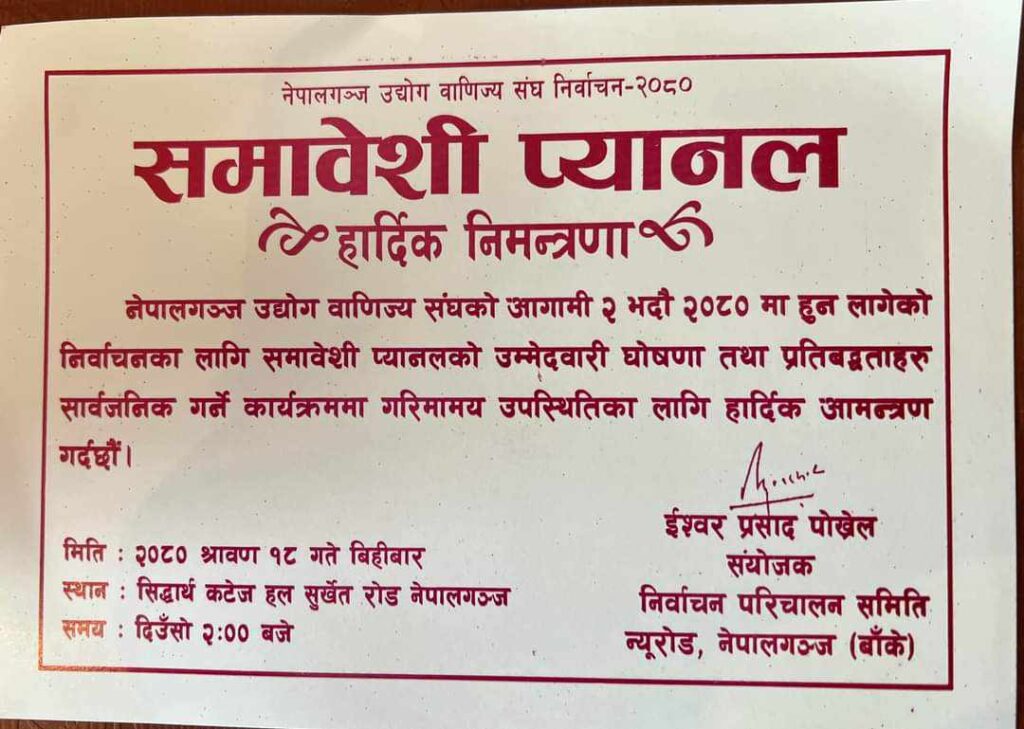 नेपालगञ्ज उद्योग वाणिज्य संघ निर्वाचन-२०८०
समावेशी प्यानल
हार्दिक निमन्त्रणा
नेपालगञ्ज उद्योग वाणिज्य संघको आगामी २ भदौ २०८० मा हुन लागेको
निर्वाचनका लागि समावेशी प्यानलको उम्मेदवारी घोषणा तथा प्रतिबद्धताहरु
सार्वजनिक गर्ने कार्यक्रममा गरिमामय उपस्थितिका लागि हार्दिक आमन्त्रण
गर्दछौं।
मिति : २०८० श्रावण १८ गते बिहीबार
स्थान : सिद्धार्थ कटेज हल सुर्खेत रोड नेपालगञ्ज
समय : दिउँसो २:०० बजे
ईश्वर प्रसाद पोख्रेल
संयोजक
निर्वाचन परिचालन समिति
न्यूरोड, नेपालगञ्ज (बाँके)